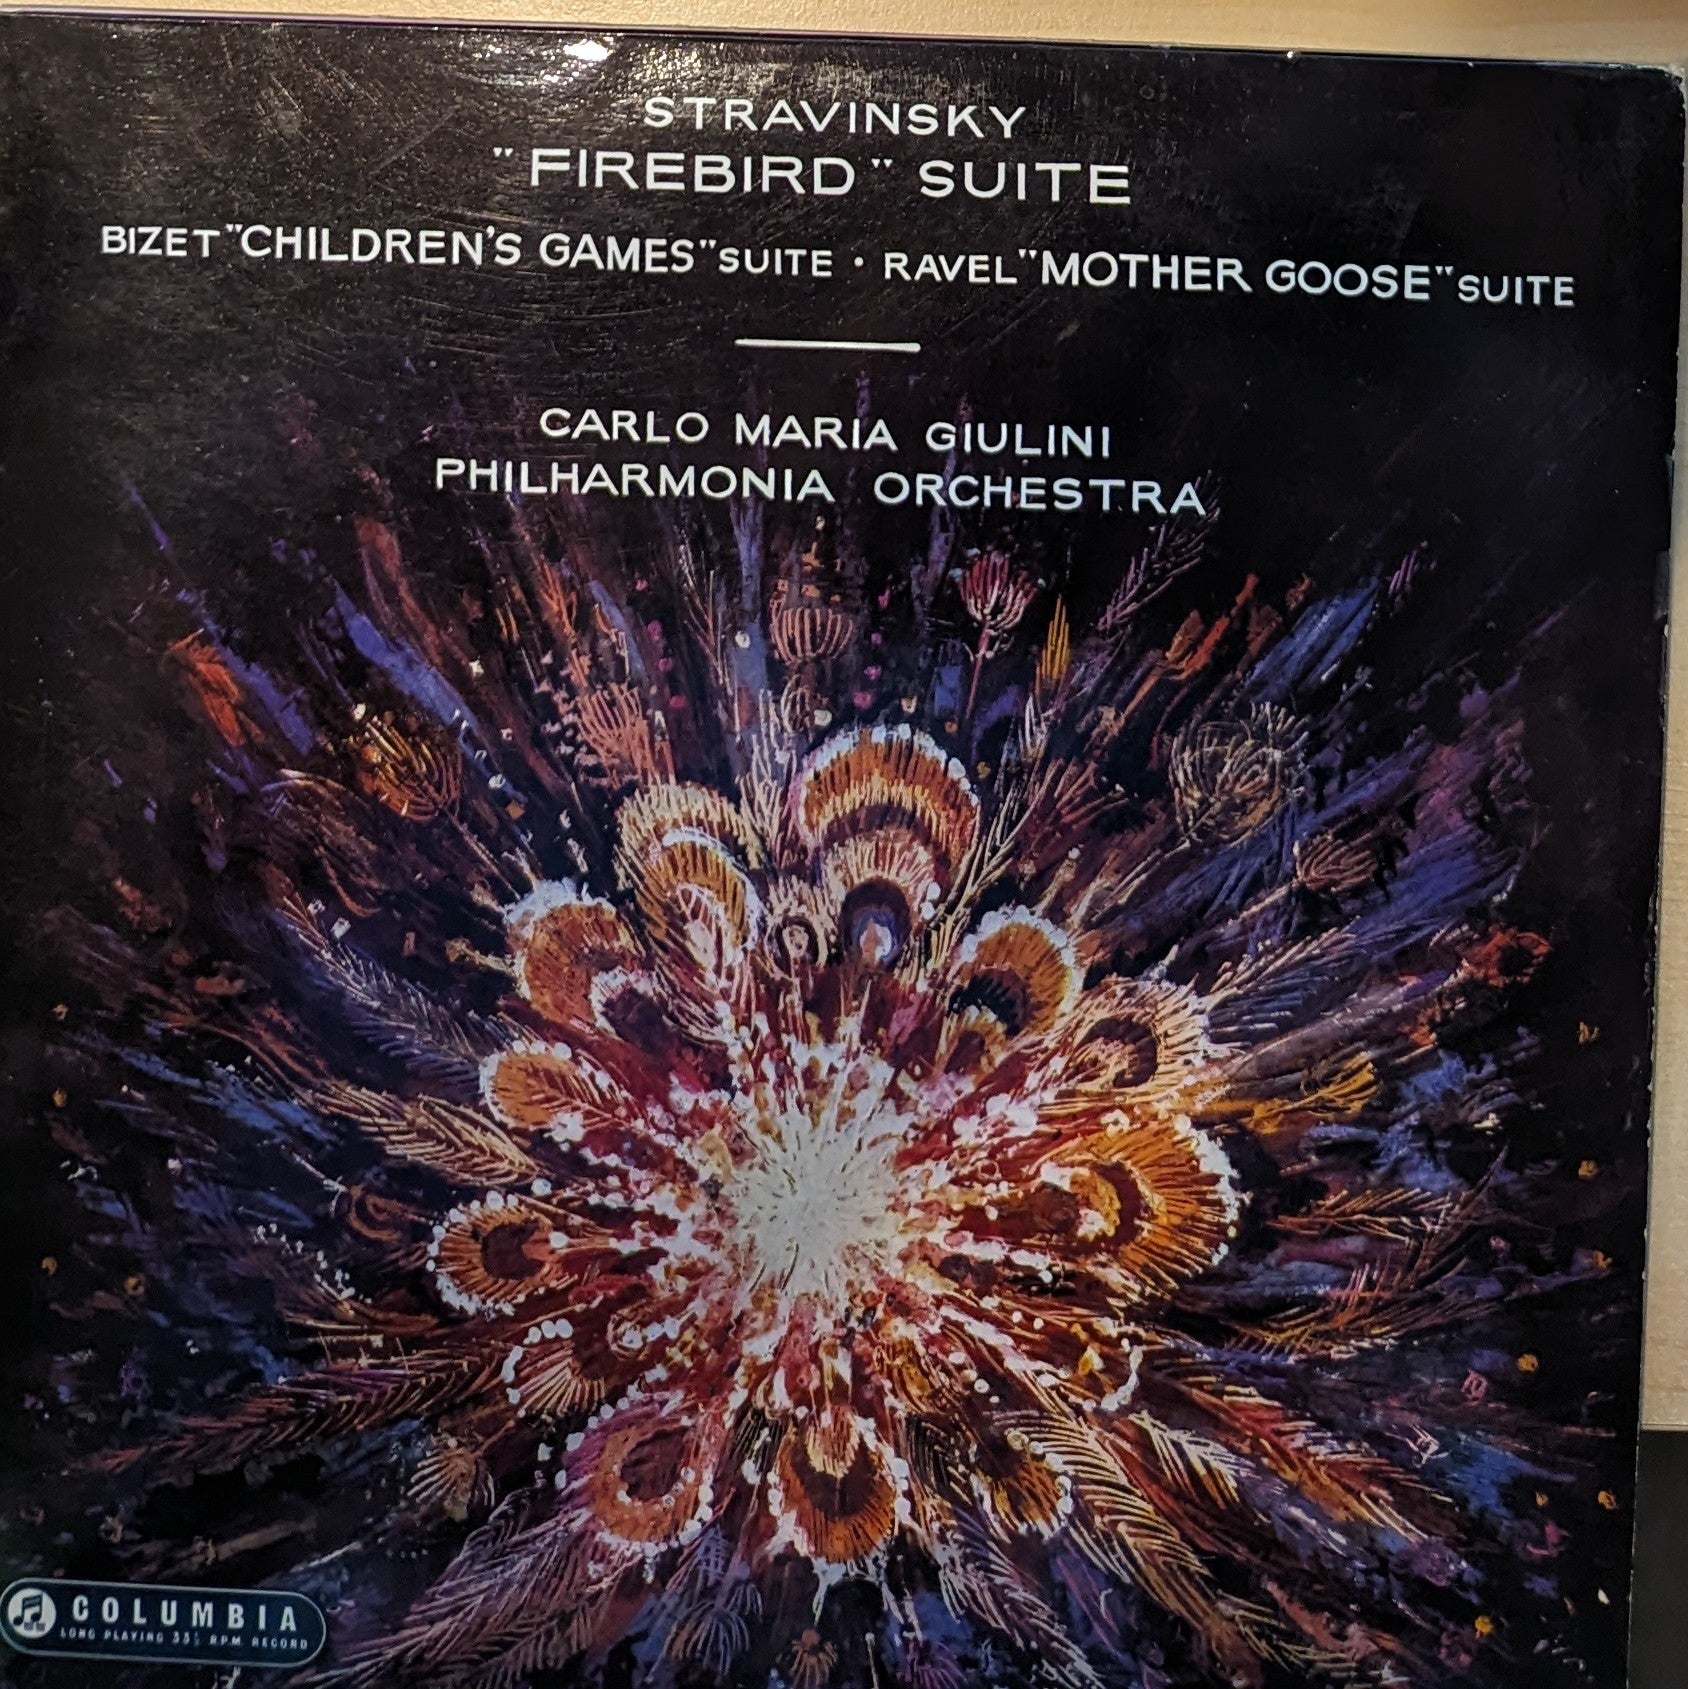 STRAVINSKY
"FIREBIRD" SUITE
BIZET "CHILDREN'S GAMES" SUITE · RAVEL "MOTHER GOOSE" SUITE
CARLO MARIA GIULINI
PHILHARMONIA ORCHESTRA
COLUMBIA
LONG PLAYING 33⅓ RPM RECORD